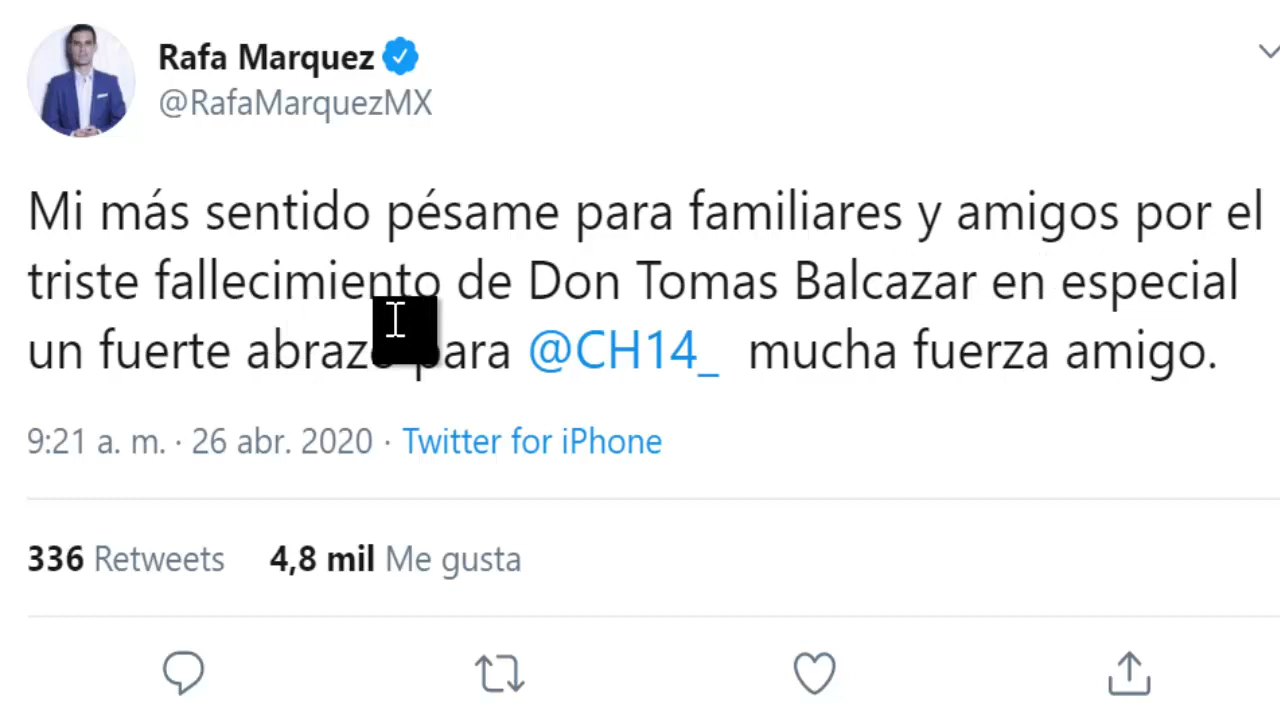 Rafa Marquez
@RafaMarquezMX
Mi más sentido pésame para familiares y amigos por el
triste fallecimiento de Don Tomas Balcazar en especial
un fuerte abrazo para @CH14_ mucha fuerza amigo.
9:21 a. m. · 26 abr. 2020 · Twitter for iPhone
336 Retweets 4,8 mil Me gusta